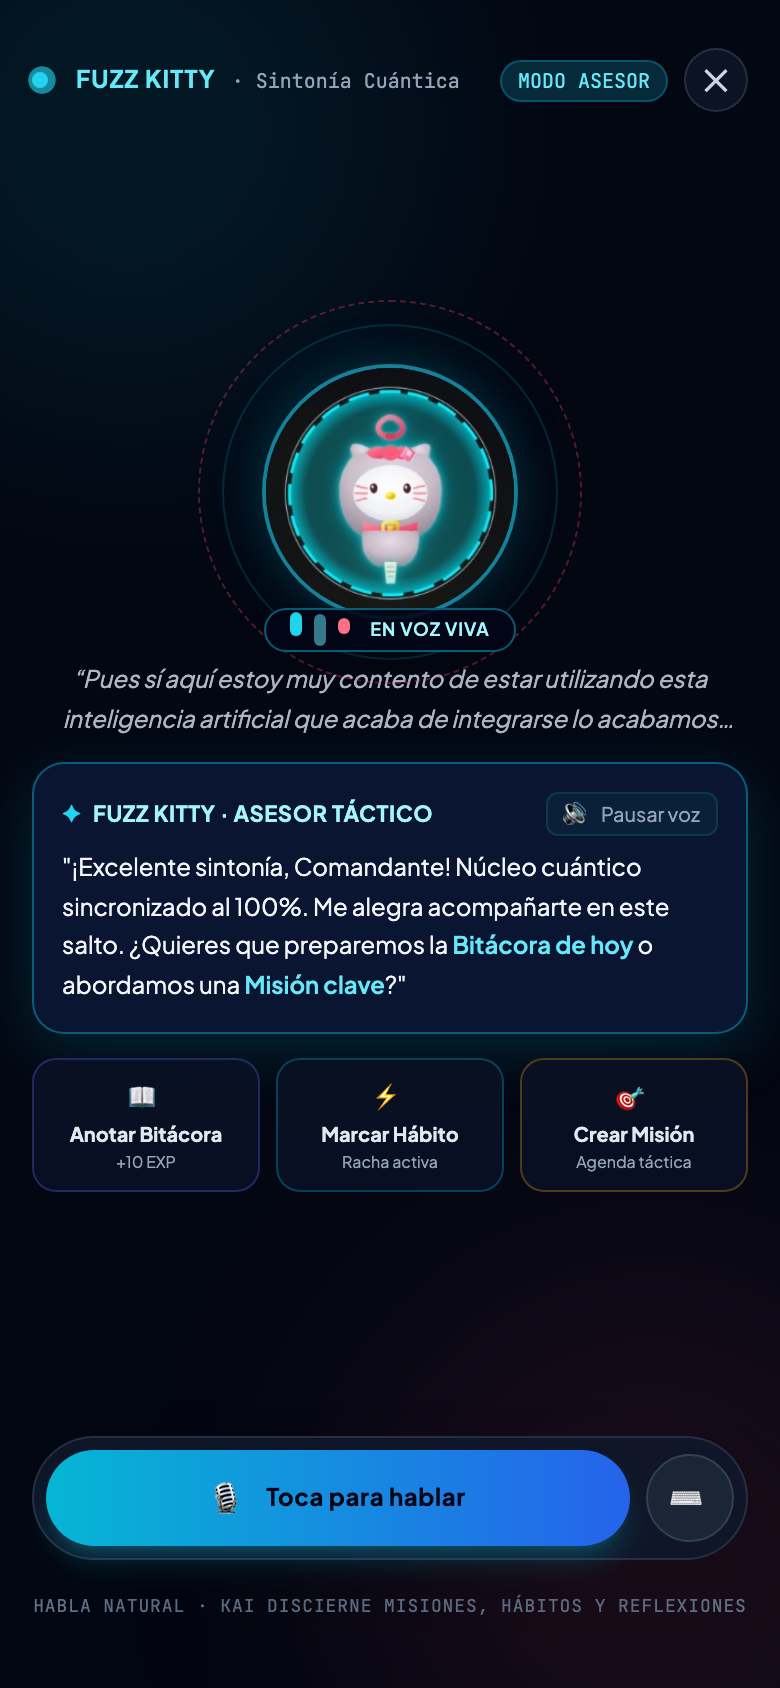 FUZZ KITTY · Sintonía Cuántica
MODO ASESOR
EN VOZ VIVA
“Pues sí aquí estoy muy contento de estar utilizando esta
inteligencia artificial que acaba de integrarse lo acabamos...
FUZZ KITTY · ASESOR TÁCTICO
Pausar voz
"¡Excelente sintonía, Comandante! Núcleo cuántico
sincronizado al 100%. Me alegra acompañarte en este
salto. ¿Quieres que preparemos la Bitácora de hoy o
abordamos una Misión clave?"
Anotar Bitácora
+10 EXP
Marcar Hábito
Racha activa
Crear Misión
Agenda táctica
Toca para hablar
HABLA NATURAL · KAI DISCIERNE MISIONES, HÁBITOS Y REFLEXIONES